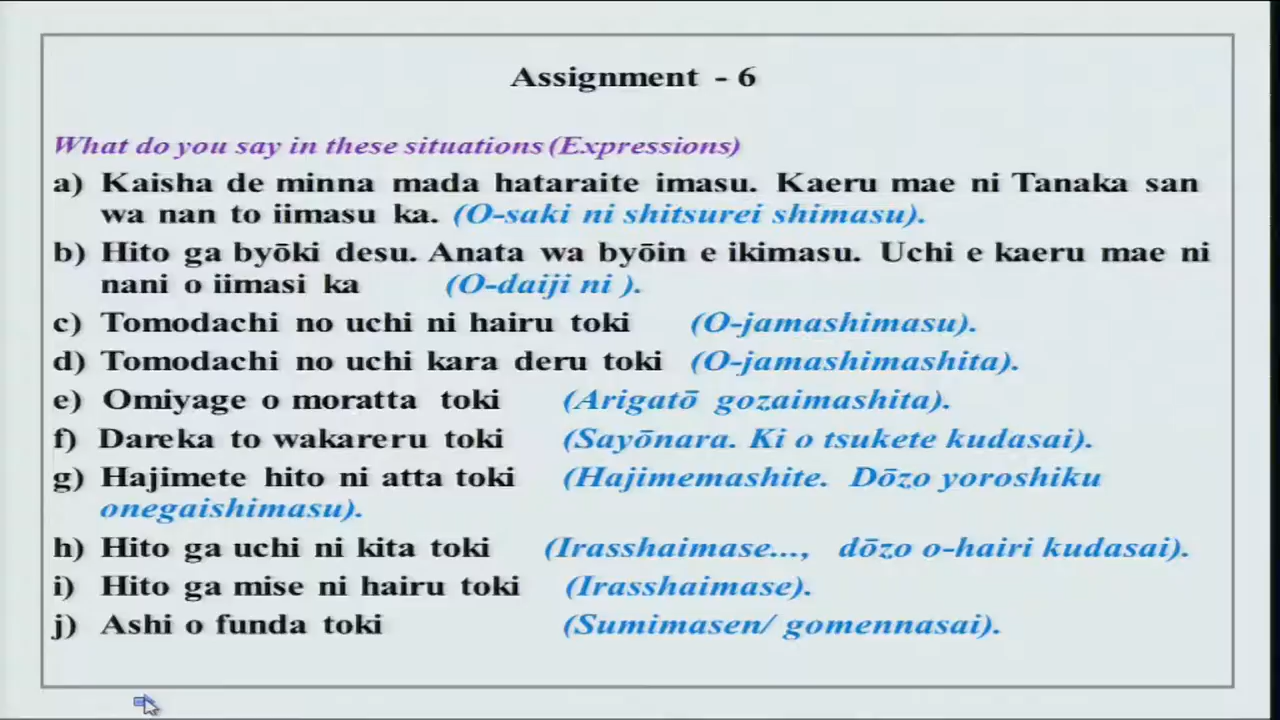 Assignment - 6
What do you say in these situations (Expressions)
a) Kaisha de minna mada hataraite imasu. Kaeru mae ni Tanaka san
wa nan to iimasu ka. (O-saki ni shitsurei shimasu).
b) Hito ga byōki desu. Anata wa byōin e ikimasu. Uchi e kaeru mae ni
nani o iimasi ka (O-daiji ni ).
c) Tomodachi no uchi ni hairu toki (O-jamashimasu).
d) Tomodachi no uchi kara deru toki (O-jamashimashita).
e) Omiyage o moratta toki (Arigatō gozaimashita).
f) Dareka to wakareru toki (Sayōnara. Ki o tsukete kudasai).
g) Hajimete hito ni atta toki (Hajimemashite. Dōzo yoroshiku
onegaishimasu).
h) Hito ga uchi ni kita toki (Irasshaimase..., dōzo o-hairi kudasai).
i) Hito ga mise ni hairu toki (Irasshaimase).
j) Ashi o funda toki (Sumimasen/ gomennasai).